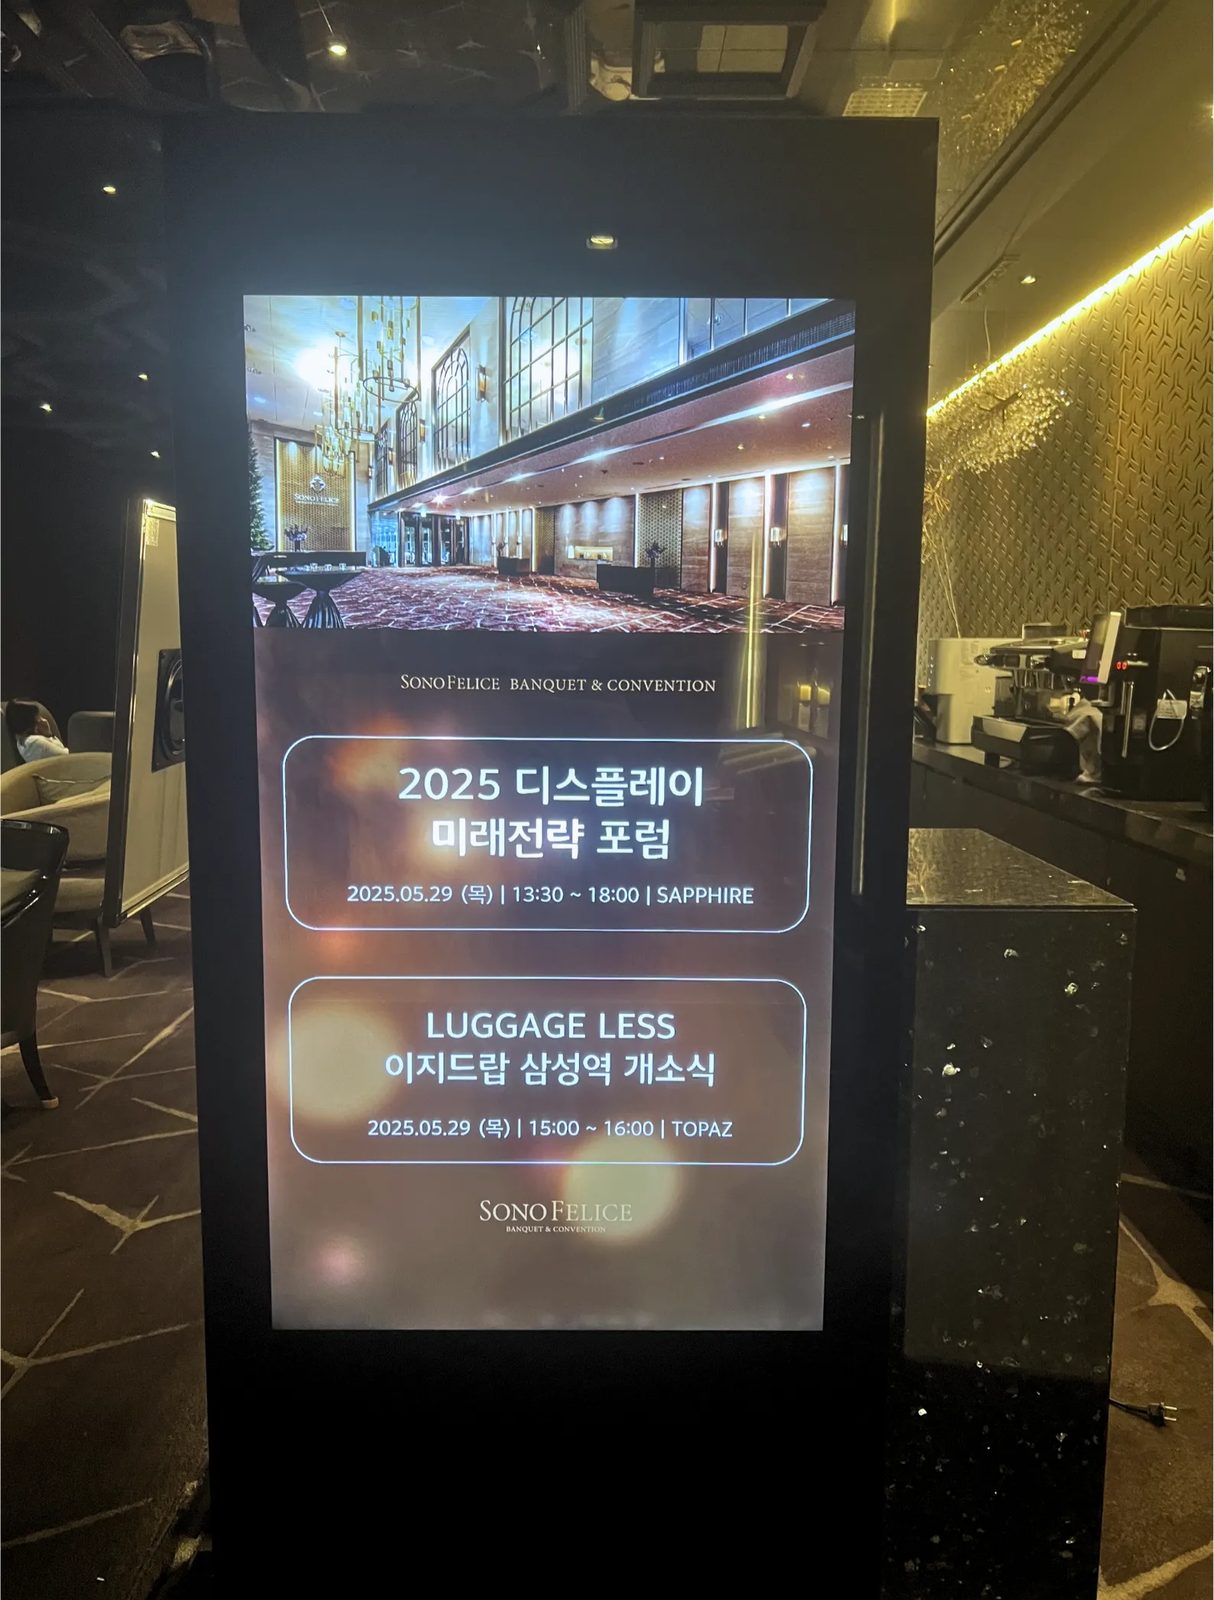 SONOFELICE
SONOFELICE BANQUET & CONVENTION
2025 디스플레이
미래전략 포럼
2025.05.29 (목) | 13:30 ~ 18:00 | SAPPHIRE
LUGGAGE LESS
이지드랍 삼성역 개소식
2025.05.29 (목) | 15:00 ~ 16:00 | TOPAZ
SONO FELICE
BANQUET & CONVENTION